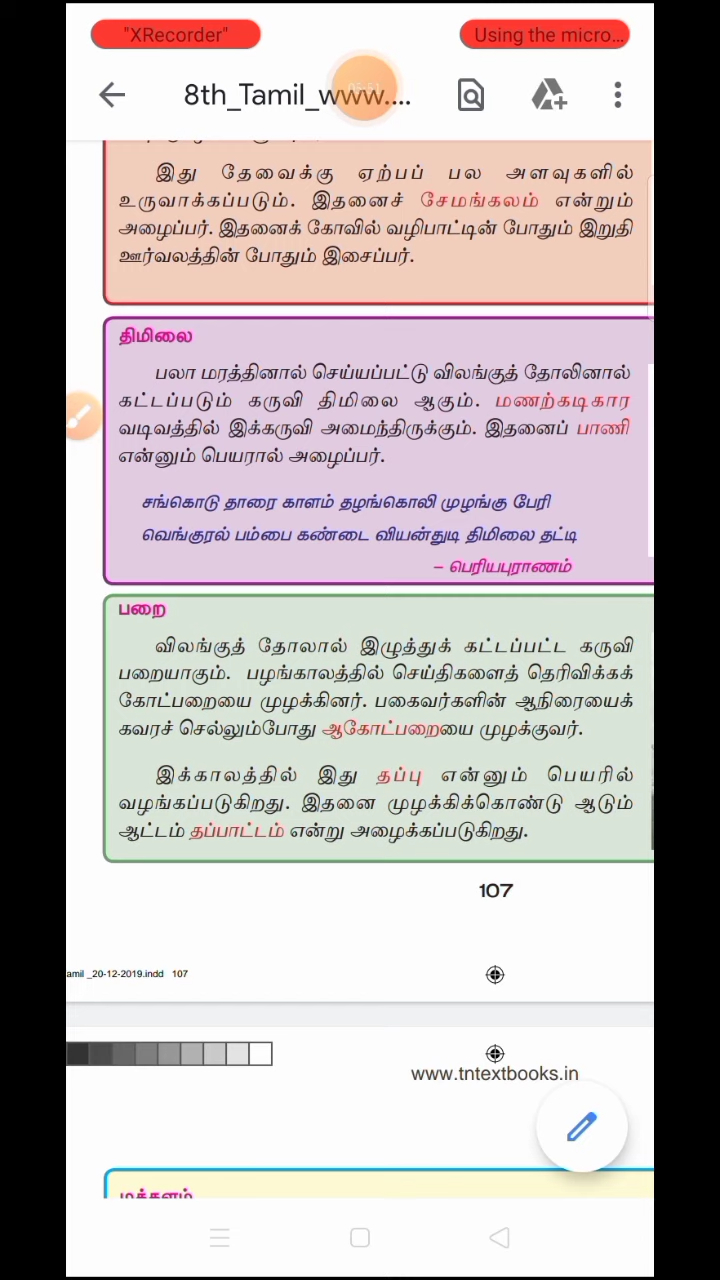 "XRecorder"
Using the micro...
8th_Tamil_www....
இது தேவைக்கு ஏற்பப் பல அளவுகளில்
உருவாக்கப்படும். இதனைச் சேமங்கலம் என்றும்
அழைப்பர். இதனைக் கோவில் வழிபாட்டின் போதும் இறுதி
ஊர்வலத்தின் போதும் இசைப்பர்.
திமிலை
பலா மரத்தினால் செய்யப்பட்டு விலங்குத் தோலினால்
கட்டப்படும் கருவி திமிலை ஆகும். மணற்கடிகார
வடிவத்தில் இக்கருவி அமைந்திருக்கும். இதனைப் பாணி
என்னும் பெயரால் அழைப்பர்.
சங்கொடு தாரை காளம் தழங்கொலி முழங்கு பேரி
வெங்குரல் பம்பை கண்டை வியன்துடி திமிலை தட்டி
– பெரியபுராணம்
பறை
விலங்குத் தோலால் இழுத்துக் கட்டப்பட்ட கருவி
பறையாகும். பழங்காலத்தில் செய்திகளைத் தெரிவிக்கக்
கோட்பறையை முழக்கினர். பகைவர்களின் ஆநிரையைக்
கவரச் செல்லும்போது ஆகோட்பறையை முழக்குவர்.
இக்காலத்தில் இது தப்பு என்னும் பெயரில்
வழங்கப்படுகிறது. இதனை முழக்கிக்கொண்டு ஆடும்
ஆட்டம் தப்பாட்டம் என்று அழைக்கப்படுகிறது.
107
amil _20-12-2019.indd 107
www.tntextbooks.in